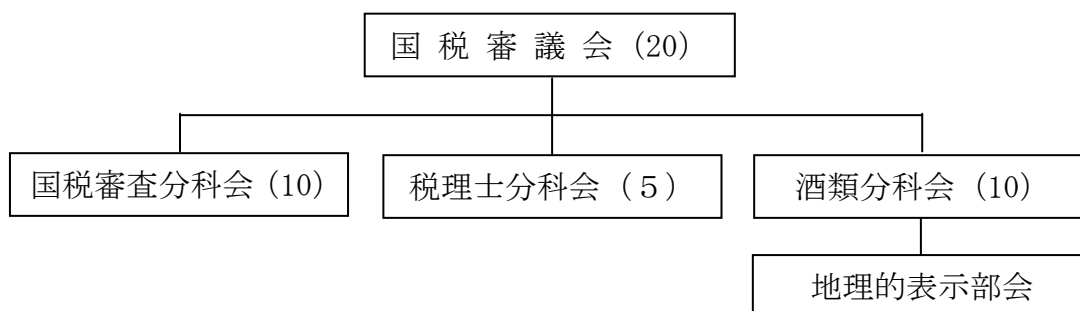 国 税 審 議 会 (20)
国税審査分科会 (10)
税理士分科会 (５)
酒類分科会 (10)
地理的表示部会